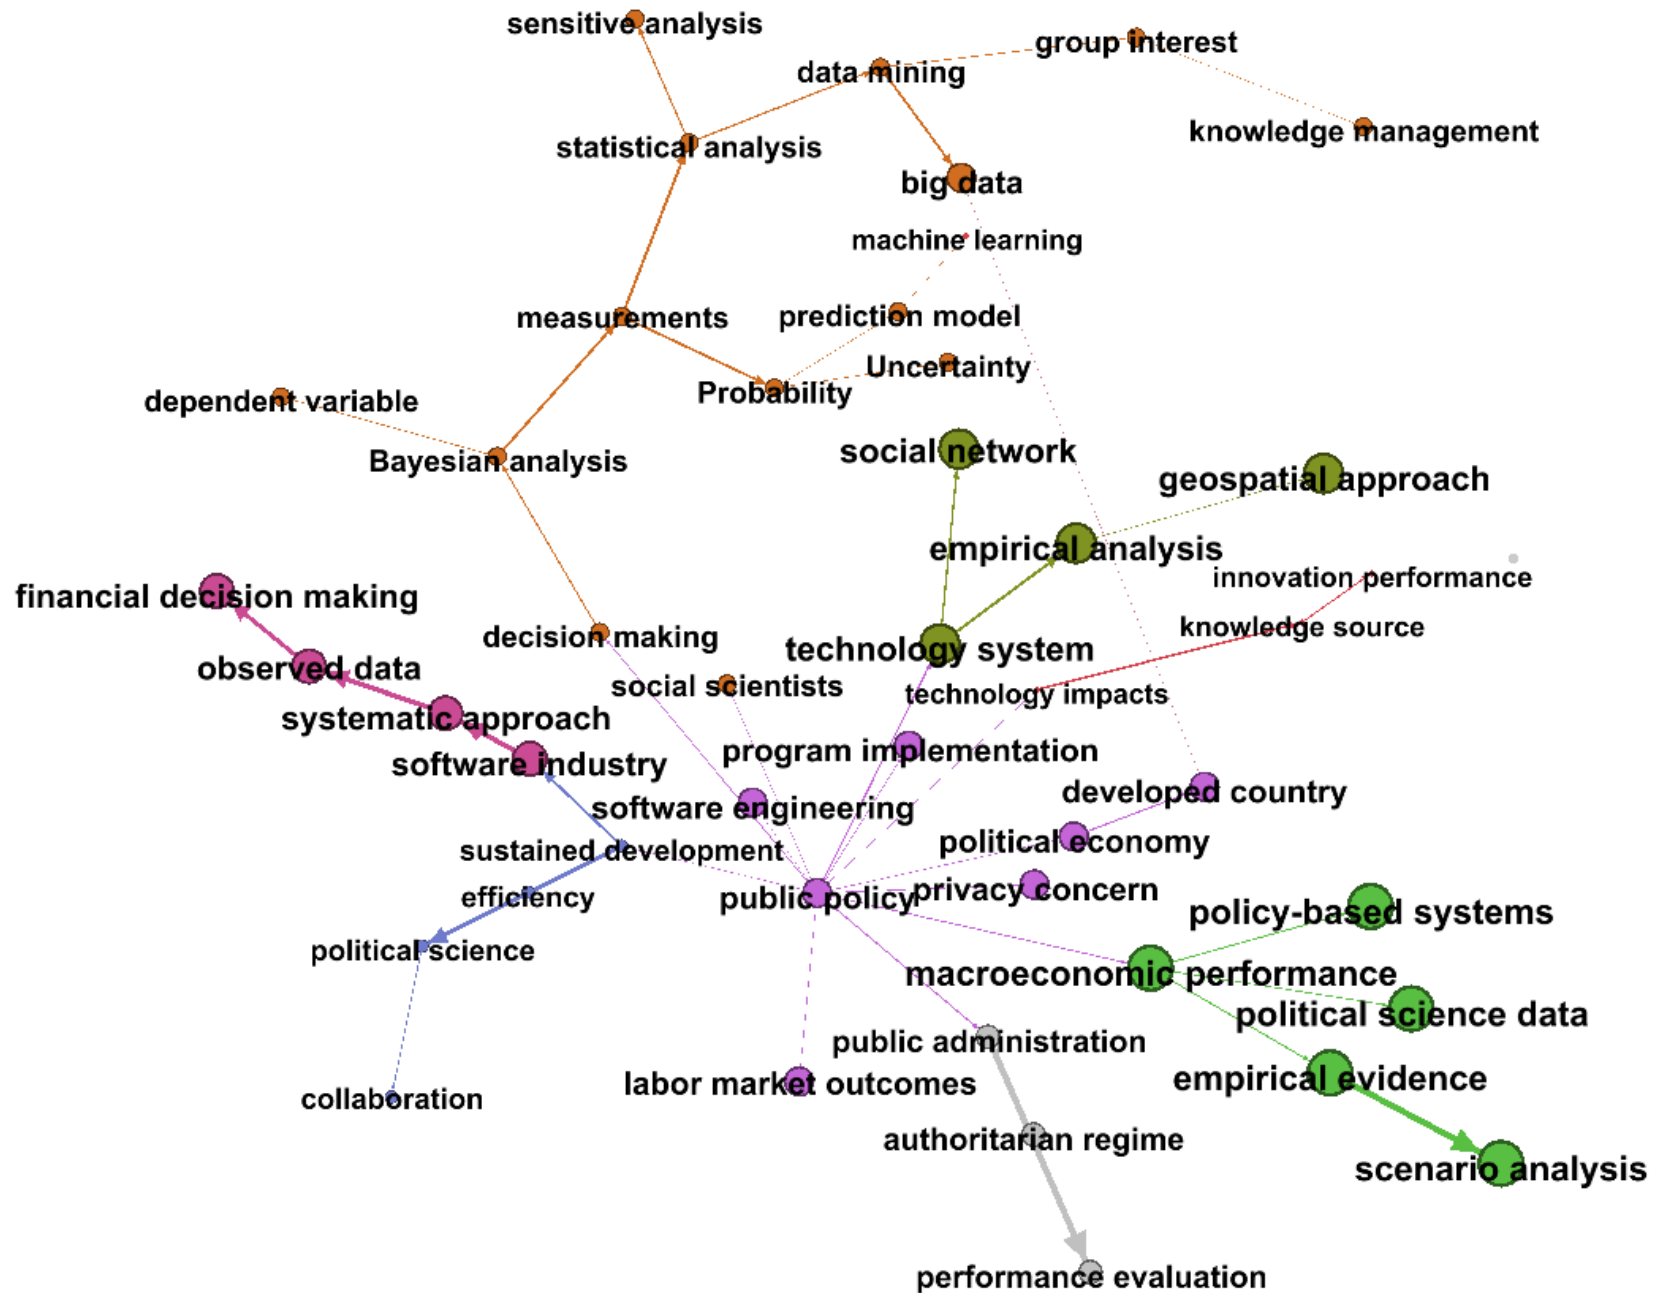 sensitive analysis
group interest
data mining
knowledge management
statistical analysis
big data
machine learning
measurements
prediction model
Uncertainty
Probability
dependent variable
social network
Bayesian analysis
geospatial approach
empirical analysis
innovation performance
financial decision making
knowledge source
decision making
technology system
observed data
social scientists
technology impacts
systematic approach
program implementation
software industry
developed country
software engineering
political economy
sustained development
privacy concern
efficiency
public policy
policy-based systems
political science
macroeconomic performance
political science data
public administration
empirical evidence
labor market outcomes
collaboration
authoritarian regime
scenario analysis
performance evaluation